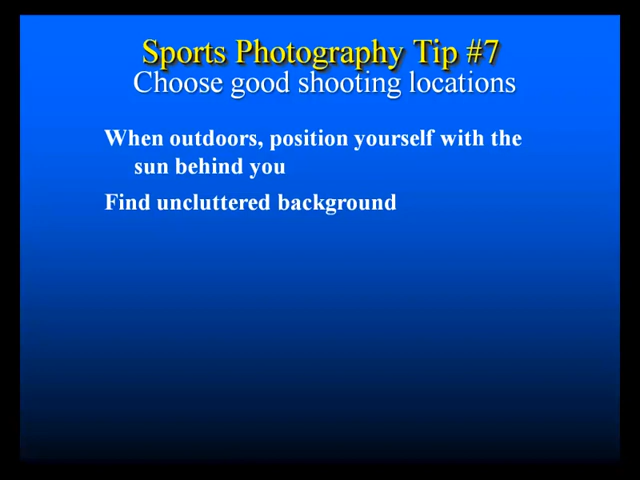 Sports Photography Tip #7
Choose good shooting locations
When outdoors, position yourself with the
sun behind you
Find uncluttered background